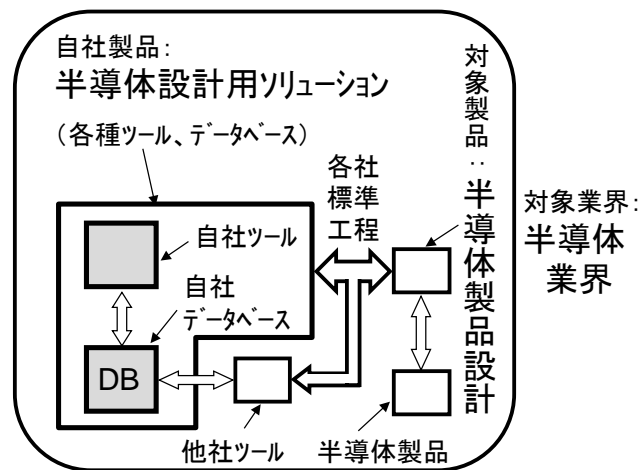 自社製品:
半導体設計用ソリューション
(各種ツール、データベース)
各社
標準
工程
対象製品:半導体製品設計
対象業界:
半導体
業界
自社ツール
自社
データベース
DB
他社ツール
半導体製品